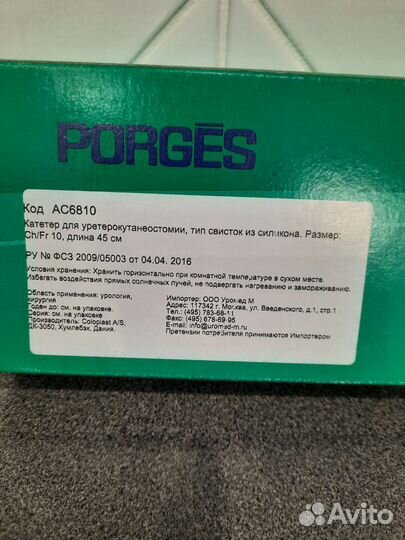 PORGÈS
Код AC6810
Катетер для уретерокутанеостомии, тип свисток из силикона. Размер:
Ch/Fr 10, длина 45 см
РУ № ФСЗ 2009/05003 от 04.04. 2016
Условия хранения: Хранить горизонтально при комнатной температуре в сухом месте.
Избегать воздействия прямых солнечных лучей, не подвергать нагреванию и замораживанию.
Область применения: урология,
хирургия
Годен до: см. на упаковке
Серия: см. на упаковке
Производитель: Coloplast A/S,
ДК-3050, Хумлебэк, Дания.
Импортер: ООО Уромед М
Адрес: 117342 г. Москва, ул. Введенского, д.1, стр.1
Тел.: (495) 783-68-11
Факс: (495) 678-69-95
E-mail: info@uromed-m.ru
Претензии потребителя принимаются Импортером
Avito